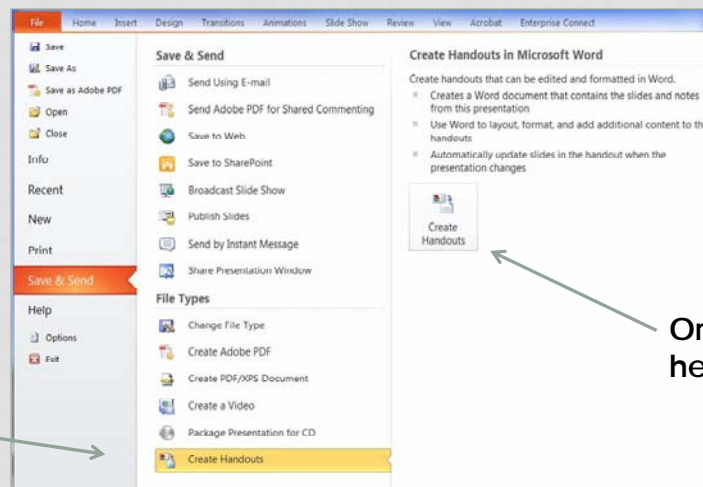 File Home Insert Design Transitions Animations Slide Show Review View Acrobat Enterprise Connect
Save
Save As
Save as Adobe PDF
Open
Close
Info
Recent
New
Print
Save & Send
Help
Options
Exit
Save & Send
Send Using E-mail
Send Adobe PDF for Shared Commenting
Save to Web
Save to SharePoint
Broadcast Slide Show
Publish Slides
Send by Instant Message
Share Presentation Window
File Types
Change File Type
Create Adobe PDF
Create PDF/XPS Document
Create a Video
Package Presentation for CD
Create Handouts
Create Handouts in Microsoft Word
Create handouts that can be edited and formatted in Word.
Creates a Word document that contains the slides and notes
from this presentation
Use Word to layout, format, and add additional content to
handouts
Automatically update slides in the handout when the
presentation changes
Create
Handouts